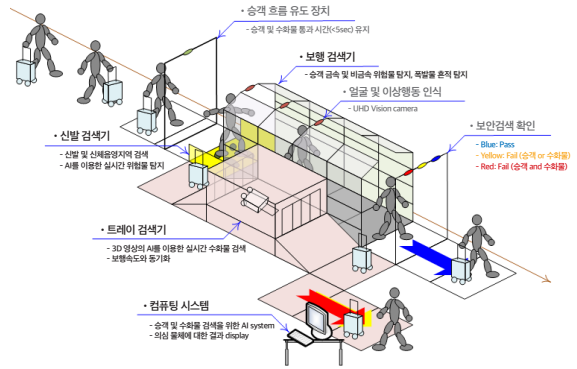 · 승객 흐름 유도 장치
- 승객 및 수화물 통과 시간(<5sec) 유지
· 보행 검색기
- 승객 금속 및 비금속 위험물 탐지, 폭발물 흔적 탐지
· 얼굴 및 이상행동 인식
- UHD Vision camera
· 신발 검색기
- 신발 및 신체음영지역 검색
- AI를 이용한 실시간 위험물 탐지
· 보안검색 확인
- Blue: Pass
- Yellow: Fail (승객 or 수화물)
- Red: Fail (승객 and 수화물)
· 트레이 검색기
- 3D 영상의 AI를 이용한 실시간 수화물 검색
- 보행속도와 동기화
· 컴퓨팅 시스템
- 승객 및 수화물 검색을 위한 AI system
- 의심 물체에 대한 결과 display